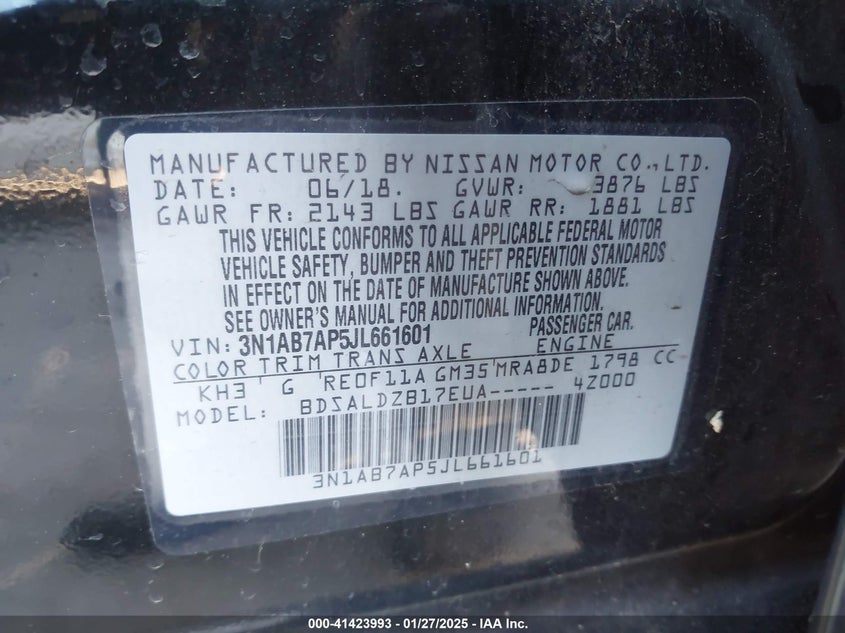 MANUFACTURED BY NISSAN MOTOR CO.,LTD.
DATE: 06/18. GVWR: 3876 LBS
GAWR FR: 2143 LBS GAWR RR: 1881 LBS
THIS VEHICLE CONFORMS TO ALL APPLICABLE FEDERAL MOTOR
VEHICLE SAFETY, BUMPER AND THEFT PREVENTION STANDARDS
IN EFFECT ON THE DATE OF MANUFACTURE SHOWN ABOVE.
SEE OWNER'S MANUAL FOR ADDITIONAL INFORMATION.
VIN: 3N1AB7AP5JL661601 PASSENGER CAR.
COLOR TRIM TRANS AXLE ENGINE
KH3 G RE0F11A GM35 MRA8DE 1798 CC
MODEL: BDSALDZB17EUA----- 4Z000
3N1AB7AP5JL661601
000-41423993 — 01/27/2025 — IAA